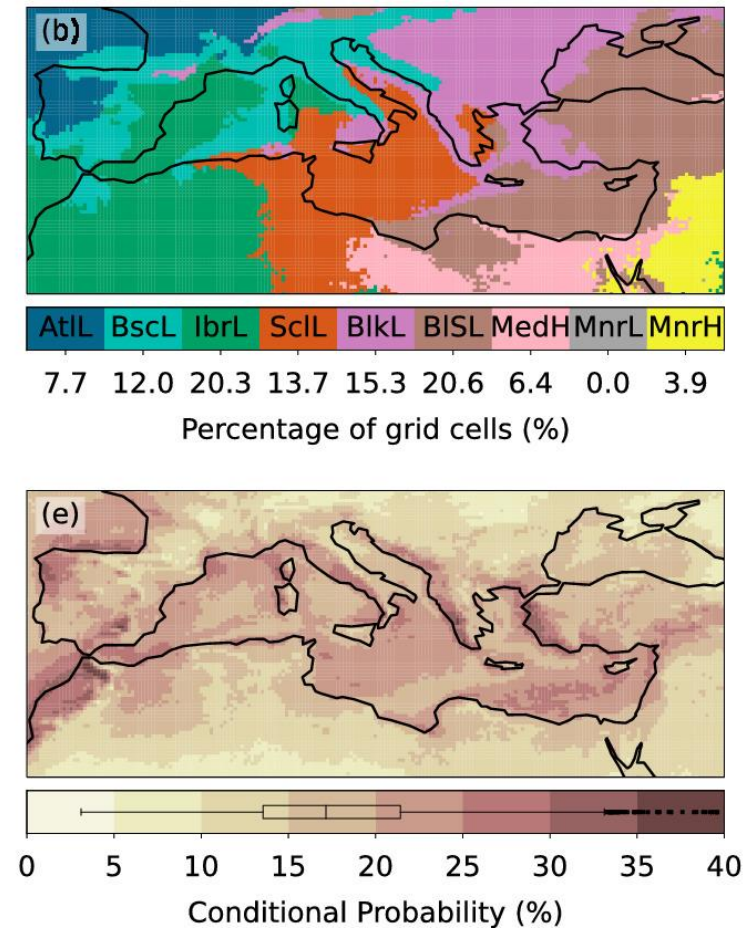 (b)
AtlL BscL IbrL SclL BlkL BlSL MedH MnrL MnrH
7.7 12.0 20.3 13.7 15.3 20.6 6.4 0.0 3.9
Percentage of grid cells (%)
(e)
0 5 10 15 20 25 30 35 40
Conditional Probability (%)